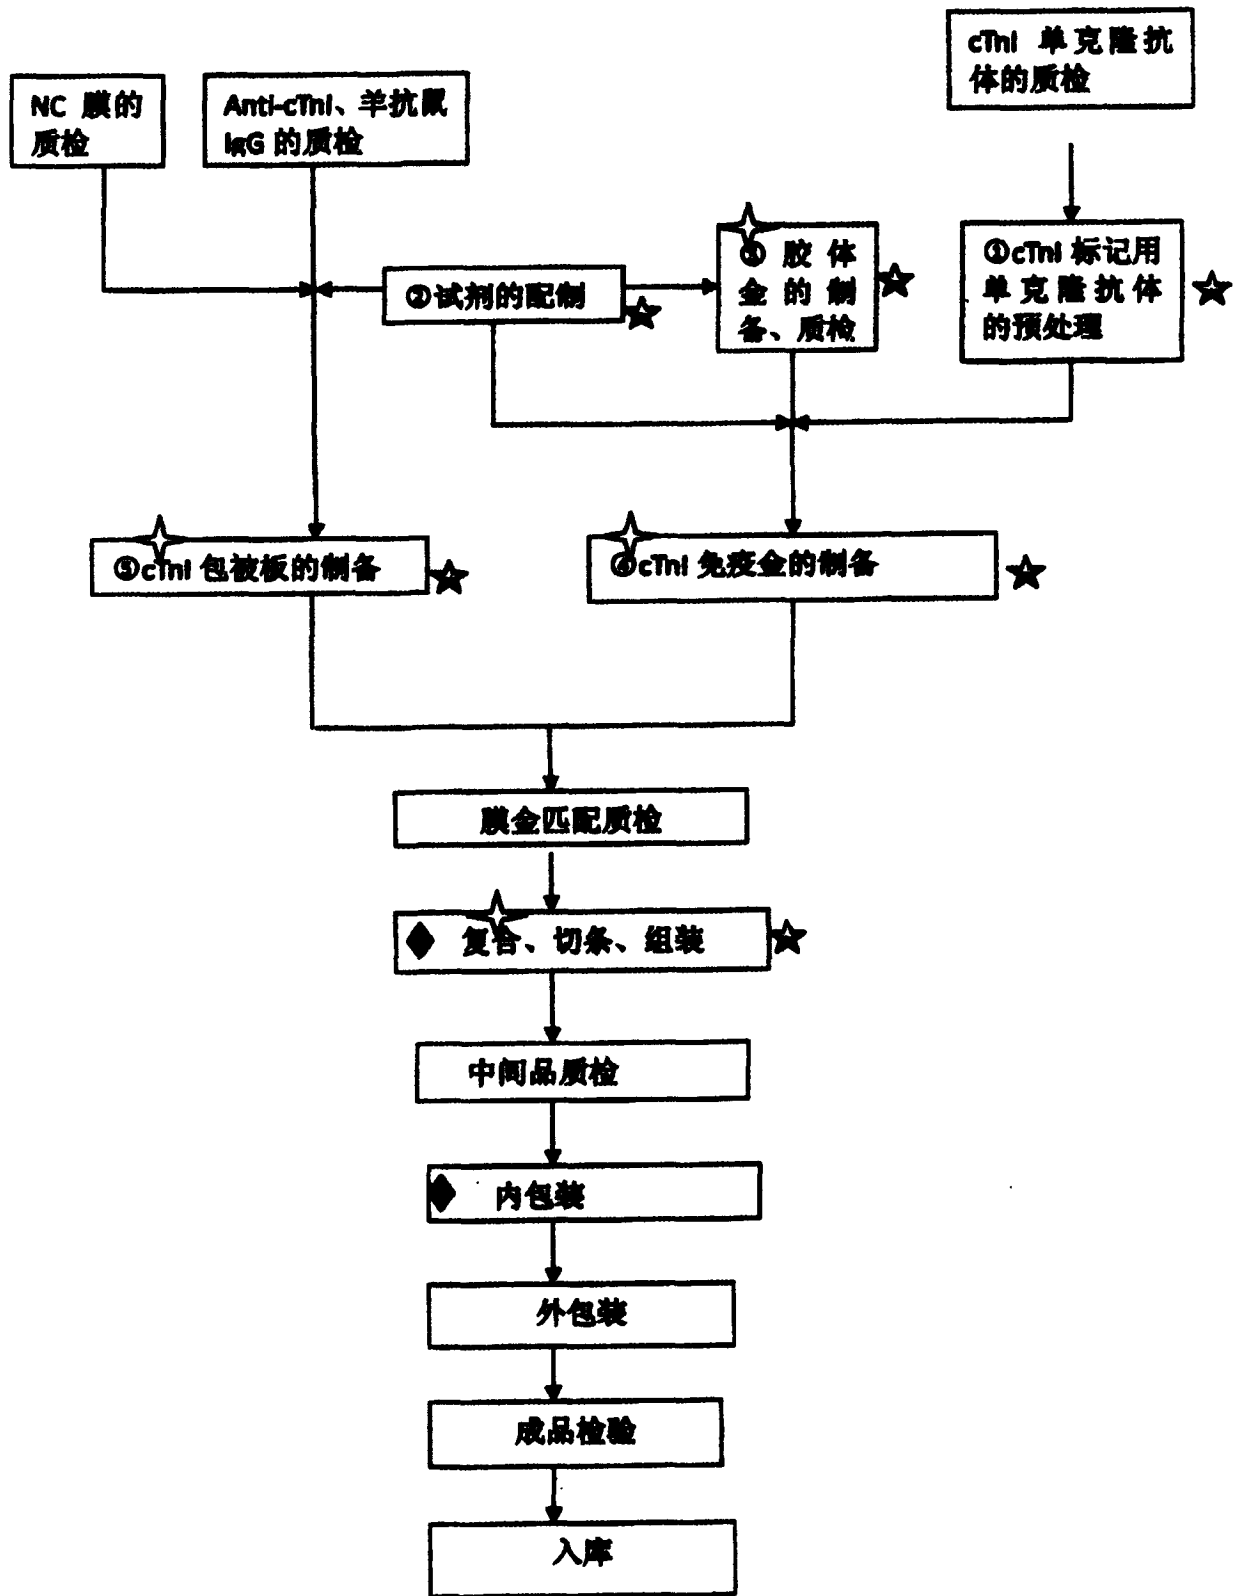 cTnI 单克隆抗
体的质检
NC 膜的
质检
Anti-cTnI、羊抗鼠
IgG 的质检
③ 胶体
金的制
备、质检
①cTnI 标记用
单克隆抗体
的预处理
②试剂的配制
⑤cTnI 包被板的制备
④cTnI 免疫金的制备
膜金匹配质检
复合、切条、组装
中间品质检
内包装
外包装
成品检验
入库